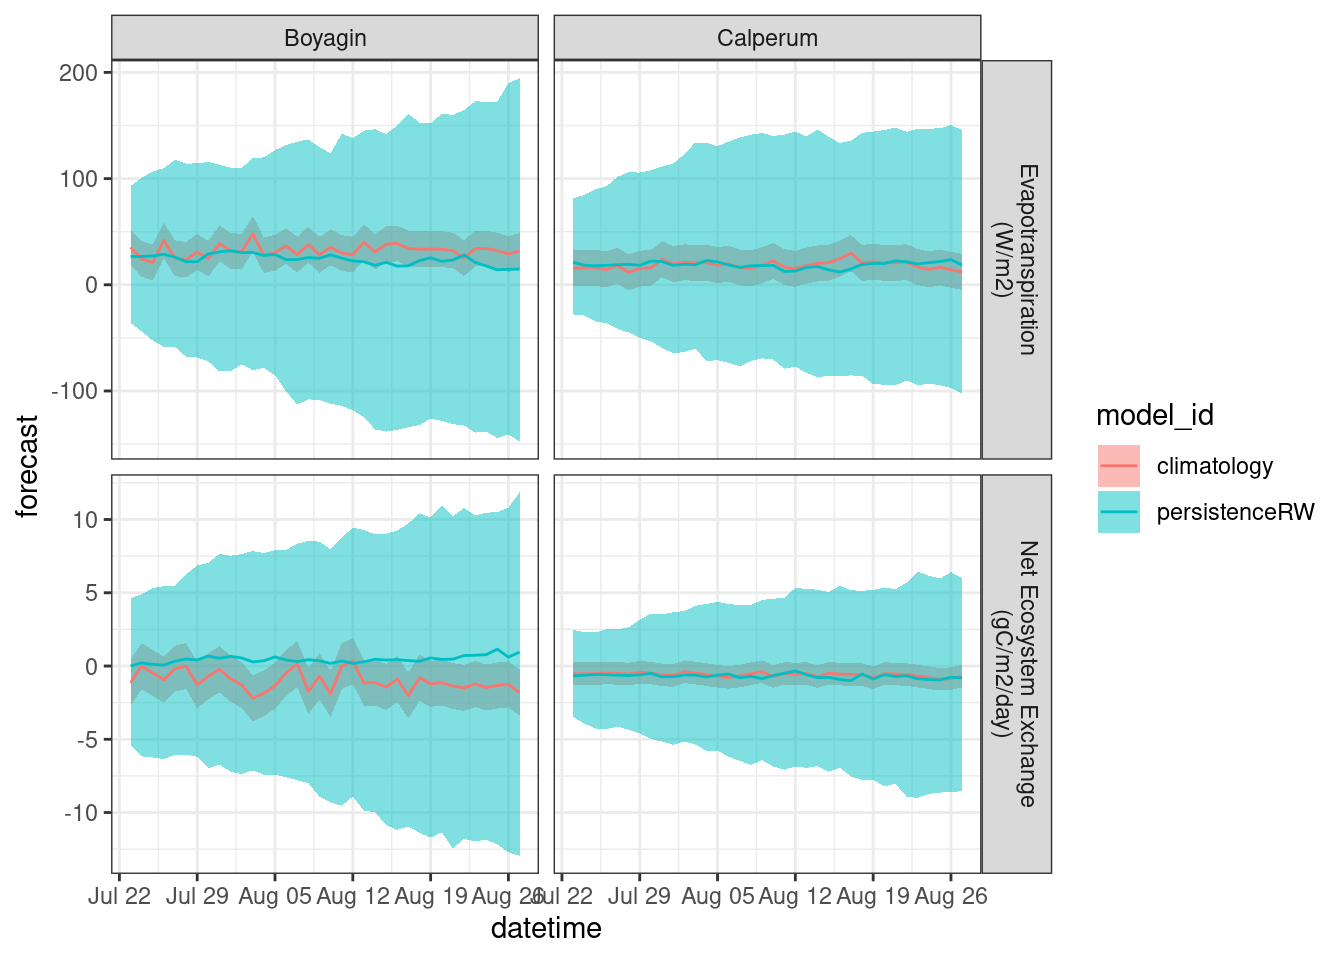 Boyagin
Calperum
200
100
0
-100
Evapotranspiration
(W/m2)
10
5
0
-5
-10
Net Ecosystem Exchange
(gC/m2/day)
forecast
Jul 22
Jul 29
Aug 05
Aug 12
Aug 19
Aug 26
Jul 22
Jul 29
Aug 05
Aug 12
Aug 19
Aug 26
datetime
model_id
climatology
persistenceRW